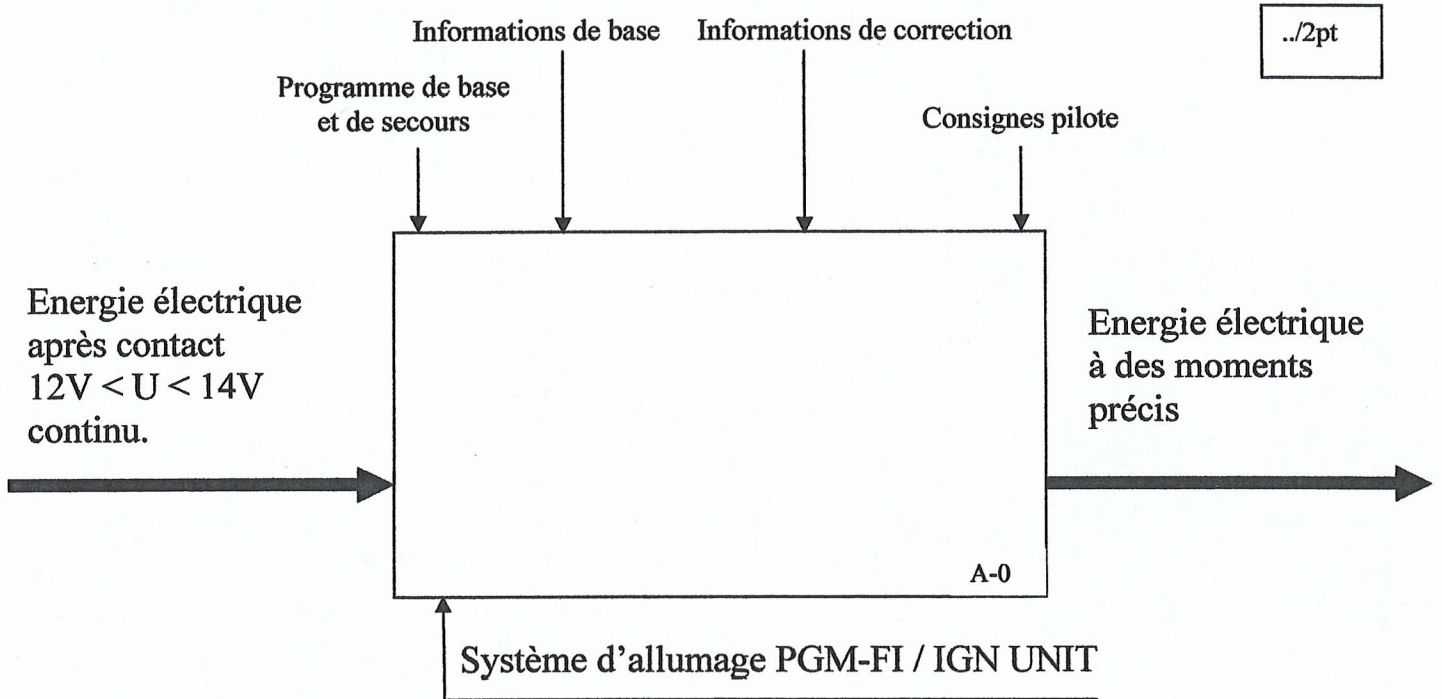 Informations de base
Informations de correction
../2pt
Programme de base
et de secours
Consignes pilote
Energie électrique
après contact
12V < U < 14V
continu.
Energie électrique
à des moments
précis
A-0
Système d'allumage PGM-FI / IGN UNIT